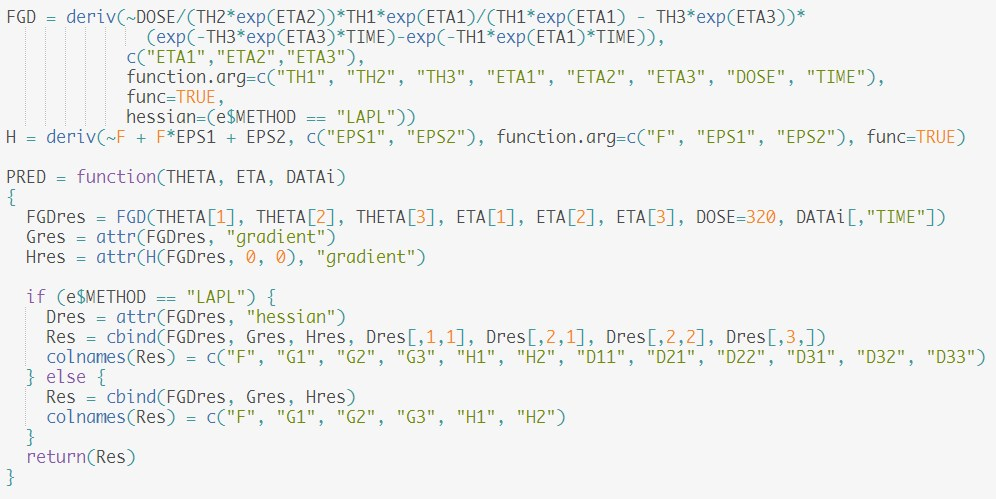 FGD = deriv(~DOSE/(TH2*exp(ETA2))*TH1*exp(ETA1)/(TH1*exp(ETA1) - TH3*exp(ETA3))*
(exp(-TH3*exp(ETA3)*TIME)-exp(-TH1*exp(ETA1)*TIME)),
c("ETA1","ETA2","ETA3"),
function.arg=c("TH1", "TH2", "TH3", "ETA1", "ETA2", "ETA3", "DOSE", "TIME"),
func=TRUE,
hessian=(e$METHOD == "LAPL"))
H = deriv(~F + F*EPS1 + EPS2, c("EPS1", "EPS2"), function.arg=c("F", "EPS1", "EPS2"), func=TRUE)
PRED = function(THETA, ETA, DATAi)
{
FGDres = FGD(THETA[1], THETA[2], THETA[3], ETA[1], ETA[2], ETA[3], DOSE=320, DATAi[,"TIME"])
Gres = attr(FGDres, "gradient")
Hres = attr(H(FGDres, 0, 0), "gradient")
if (e$METHOD == "LAPL") {
Dres = attr(FGDres, "hessian")
Res = cbind(FGDres, Gres, Hres, Dres[,1,1], Dres[,2,1], Dres[,2,2], Dres[,3,])
colnames(Res) = c("F", "G1", "G2", "G3", "H1", "H2", "D11", "D21", "D22", "D31", "D32", "D33")
} else {
Res = cbind(FGDres, Gres, Hres)
colnames(Res) = c("F", "G1", "G2", "G3", "H1", "H2")
}
return(Res)
}